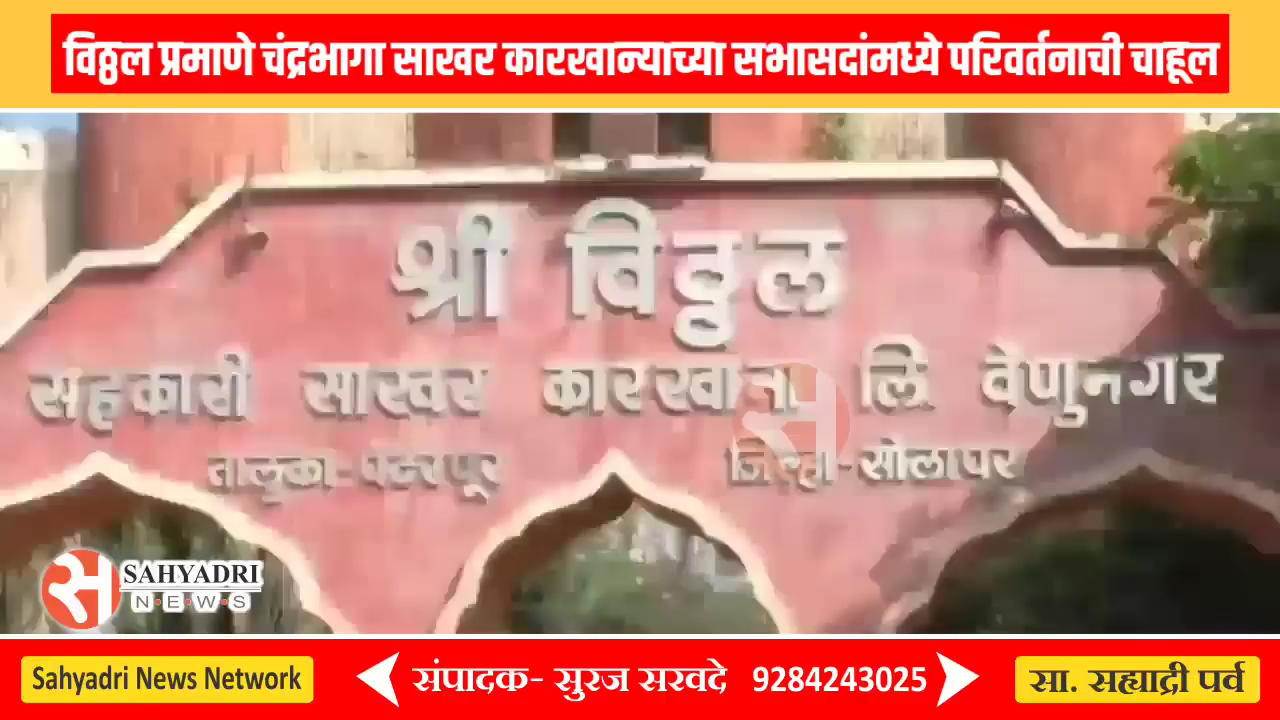 विठ्ठल प्रमाणे चंद्रभागा साखर कारखान्याच्या सभासदांमध्ये परिवर्तनाची चाहूल
श्री विठ्ठल
सहकारी साखर कारखाना लि. वेणुनगर
तालुका-पंढरपूर जिल्हा-सोलापर
स
स
SAHYADRI
N•E•W•S
Sahyadri News Network
संपादक- सुरज सरवदे 9284243025
सा. सह्याद्री पर्व